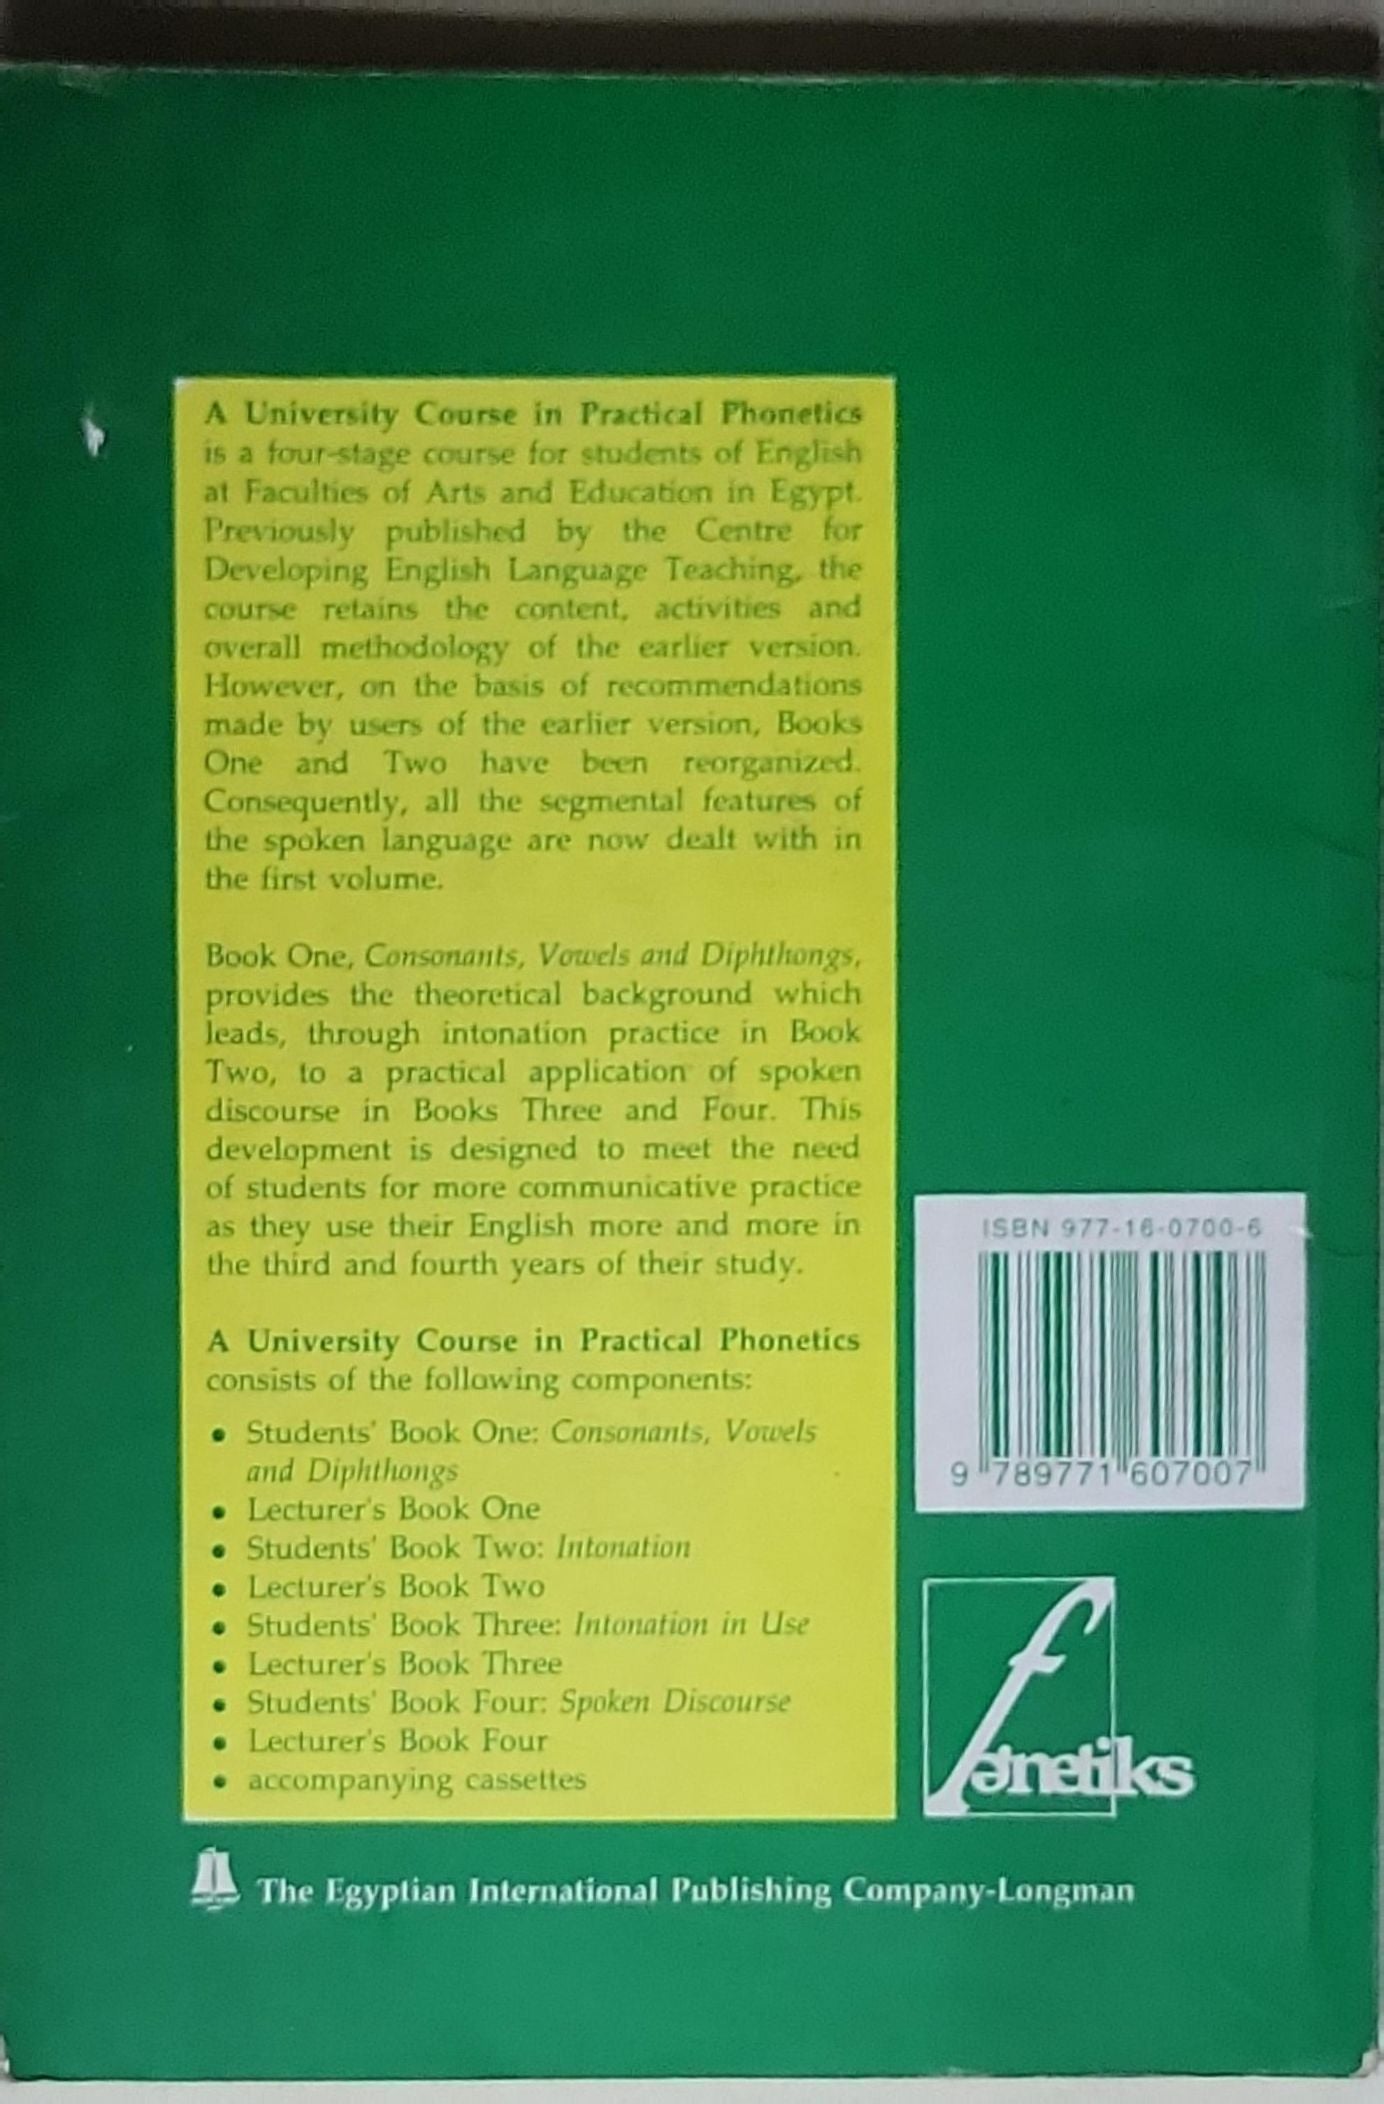 A University Course in Practical Phonetics
is a four-stage course for students of English
at Faculties of Arts and Education in Egypt.
Previously published by the Centre for
Developing English Language Teaching, the
course retains the content, activities and
overall methodology of the earlier version.
However, on the basis of recommendations
made by users of the earlier version, Books
One and Two have been reorganized.
Consequently, all the segmental features of
the spoken language are now dealt with in
the first volume.
Book One, Consonants, Vowels and Diphthongs,
provides the theoretical background which
leads, through intonation practice in Book
Two, to a practical application of spoken
discourse in Books Three and Four. This
development is designed to meet the need
of students for more communicative practice
as they use their English more and more in
the third and fourth years of their study.
A University Course in Practical Phonetics
consists of the following components:
• Students' Book One: Consonants, Vowels
and Diphthongs
• Lecturer's Book One
• Students' Book Two: Intonation
• Lecturer's Book Two
• Students' Book Three: Intonation in Use
• Lecturer's Book Three
• Students' Book Four: Spoken Discourse
• Lecturer's Book Four
• accompanying cassettes
ISBN 977-16-0700-6
9 789771 607007
fənetiks
The Egyptian International Publishing Company-Longman